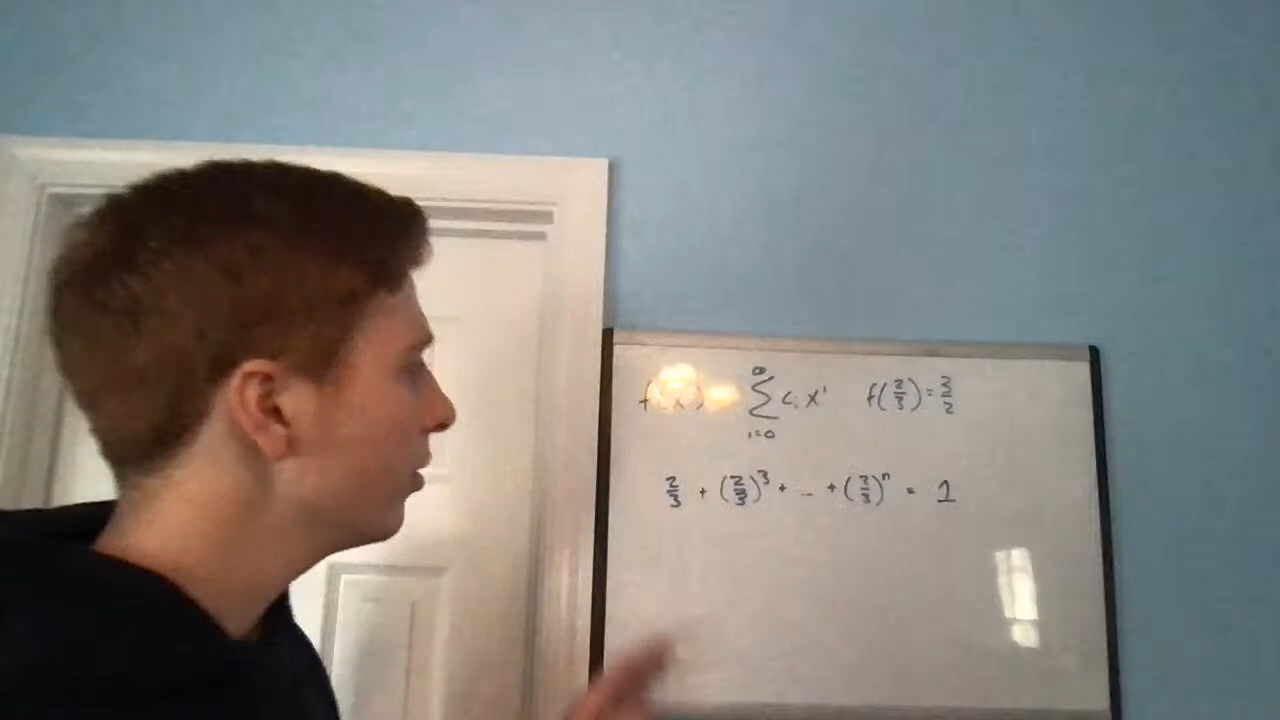 f(x) = ∞∑i=0 cᵢ xⁱ f(2/3) = 3/2
2/3 + (2/3)³ + ... + (2/3)ⁿ = 1